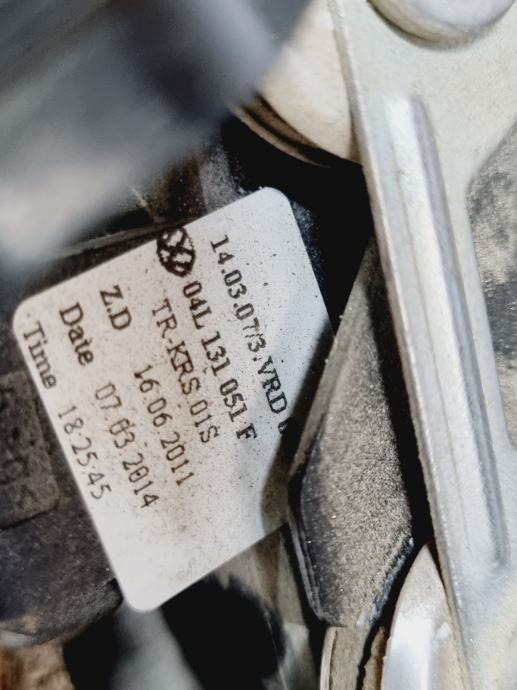 14.03.07/3.VRD
04L 131 051 F
TR.KRS.01S
Z.D 16.06.2011
Date 07.03.2014
Time 18:25:45